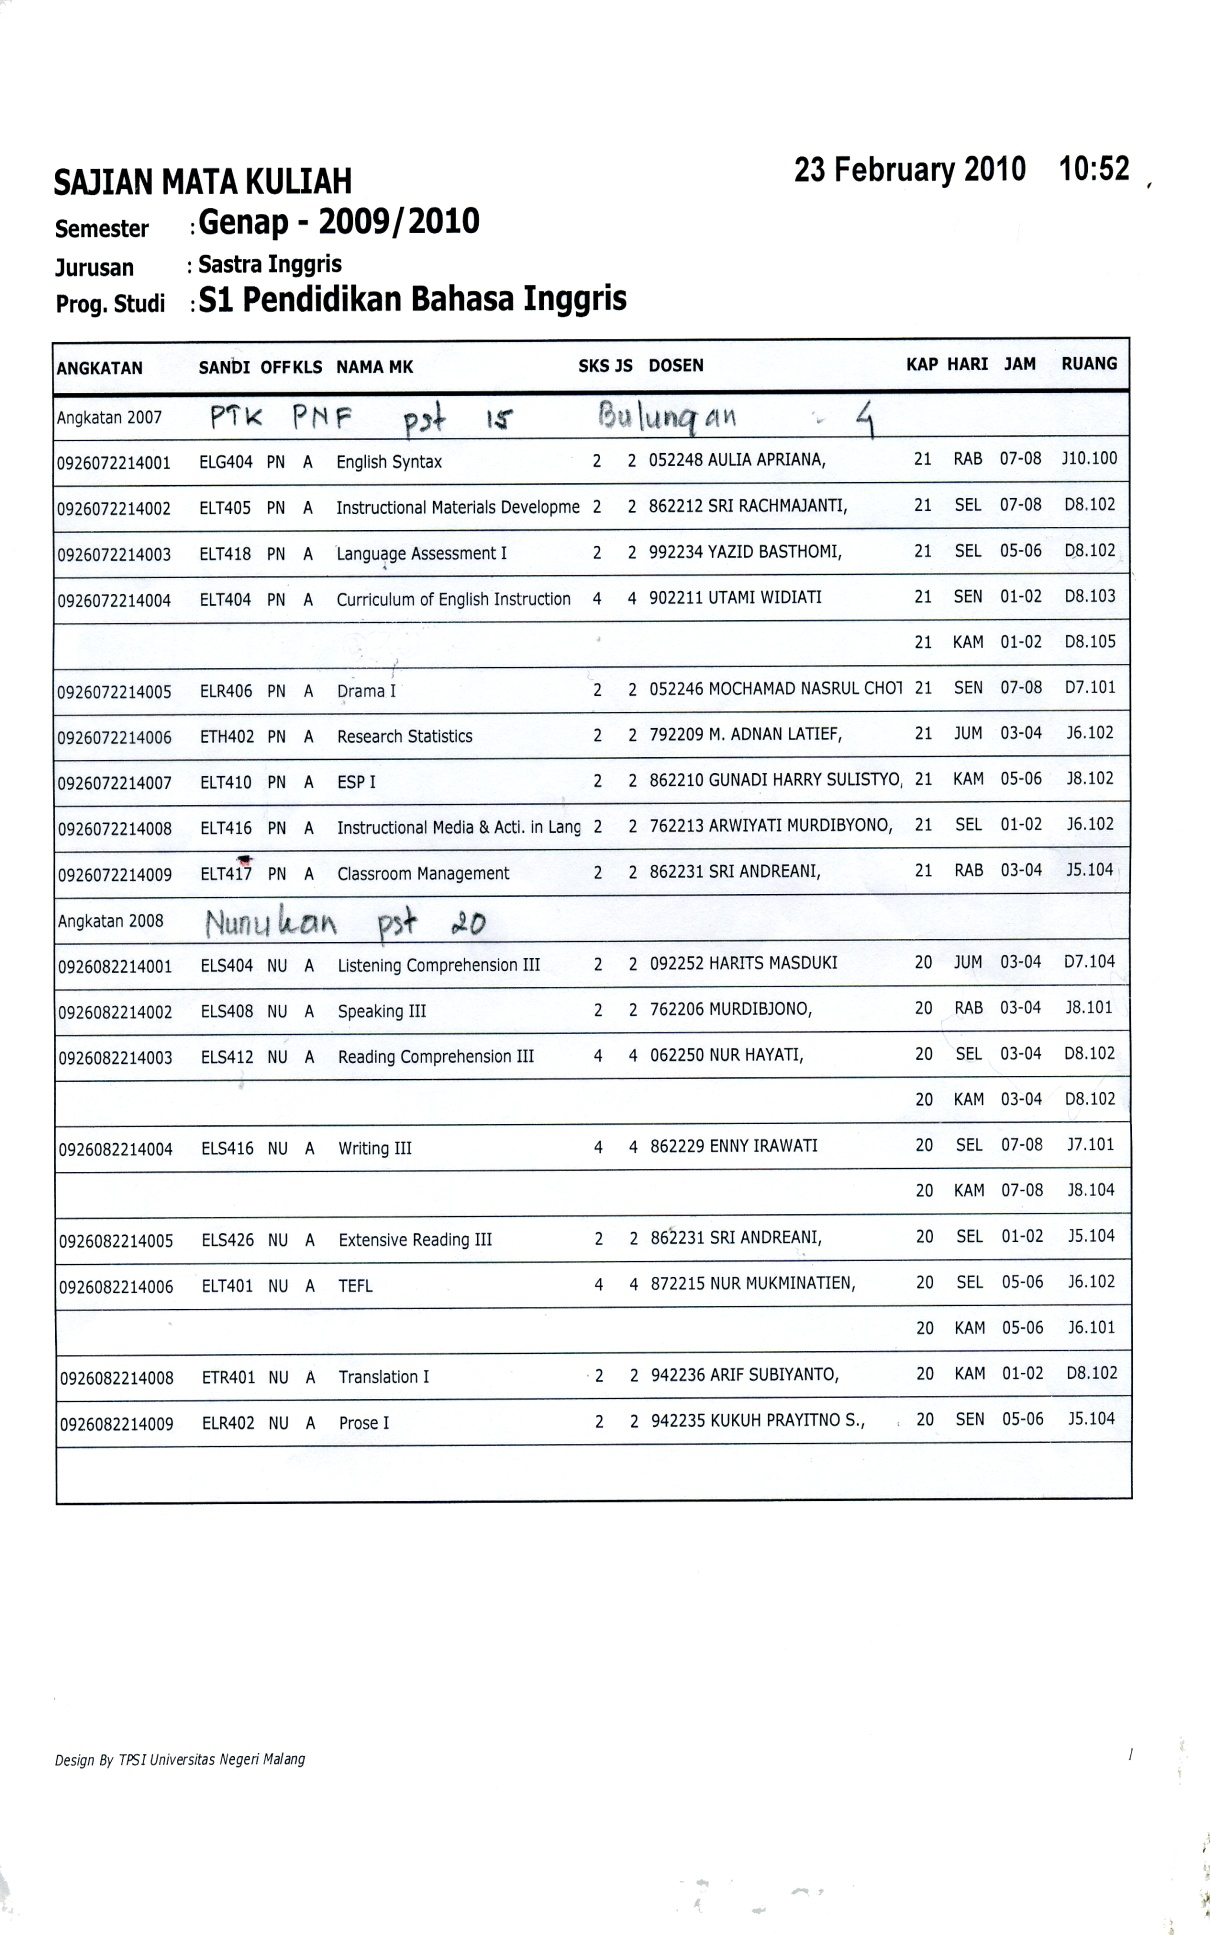 SAJIAN MATA KULIAH 23 February 2010 10:52
Semester : Genap - 2009/2010
Jurusan : Sastra Inggris
Prog. Studi : S1 Pendidikan Bahasa Inggris
ANGKATAN SANDI OFF KLS NAMA MK SKS JS DOSEN KAP HARI JAM RUANG
Angkatan 2007 PTK PNF pst 15 Bulungan : 4
0926072214001 ELG404 PN A English Syntax 2 2 052248 AULIA APRIANA, 21 RAB 07-08 J10.100
0926072214002 ELT405 PN A Instructional Materials Developme 2 2 862212 SRI RACHMAJANTI, 21 SEL 07-08 D8.102
0926072214003 ELT418 PN A Language Assessment I 2 2 992234 YAZID BASTHOMI, 21 SEL 05-06 D8.102
0926072214004 ELT404 PN A Curriculum of English Instruction 4 4 902211 UTAMI WIDIATI 21 SEN 01-02 D8.103
21 KAM 01-02 D8.105
0926072214005 ELR406 PN A Drama I 2 2 052246 MOCHAMAD NASRUL CHOT 21 SEN 07-08 D7.101
0926072214006 ETH402 PN A Research Statistics 2 2 792209 M. ADNAN LATIEF, 21 JUM 03-04 J6.102
0926072214007 ELT410 PN A ESP I 2 2 862210 GUNADI HARRY SULISTYO, 21 KAM 05-06 J8.102
0926072214008 ELT416 PN A Instructional Media & Acti. in Lang 2 2 762213 ARWIYATI MURDIBYONO, 21 SEL 01-02 J6.102
0926072214009 ELT417 PN A Classroom Management 2 2 862231 SRI ANDREANI, 21 RAB 03-04 J5.104
Angkatan 2008 Nunukan pst 20
0926082214001 ELS404 NU A Listening Comprehension III 2 2 092252 HARITS MASDUKI 20 JUM 03-04 D7.104
0926082214002 ELS408 NU A Speaking III 2 2 762206 MURDIBJONO, 20 RAB 03-04 J8.101
0926082214003 ELS412 NU A Reading Comprehension III 4 4 062250 NUR HAYATI, 20 SEL 03-04 D8.102
20 KAM 03-04 D8.102
0926082214004 ELS416 NU A Writing III 4 4 862229 ENNY IRAWATI 20 SEL 07-08 J7.101
20 KAM 07-08 J8.104
0926082214005 ELS426 NU A Extensive Reading III 2 2 862231 SRI ANDREANI, 20 SEL 01-02 J5.104
0926082214006 ELT401 NU A TEFL 4 4 872215 NUR MUKMINATIEN, 20 SEL 05-06 J6.102
20 KAM 05-06 J6.101
0926082214008 ETR401 NU A Translation I 2 2 942236 ARIF SUBIYANTO, 20 KAM 01-02 D8.102
0926082214009 ELR402 NU A Prose I 2 2 942235 KUKUH PRAYITNO S., 20 SEN 05-06 J5.104
Design By TPSI Universitas Negeri Malang 1